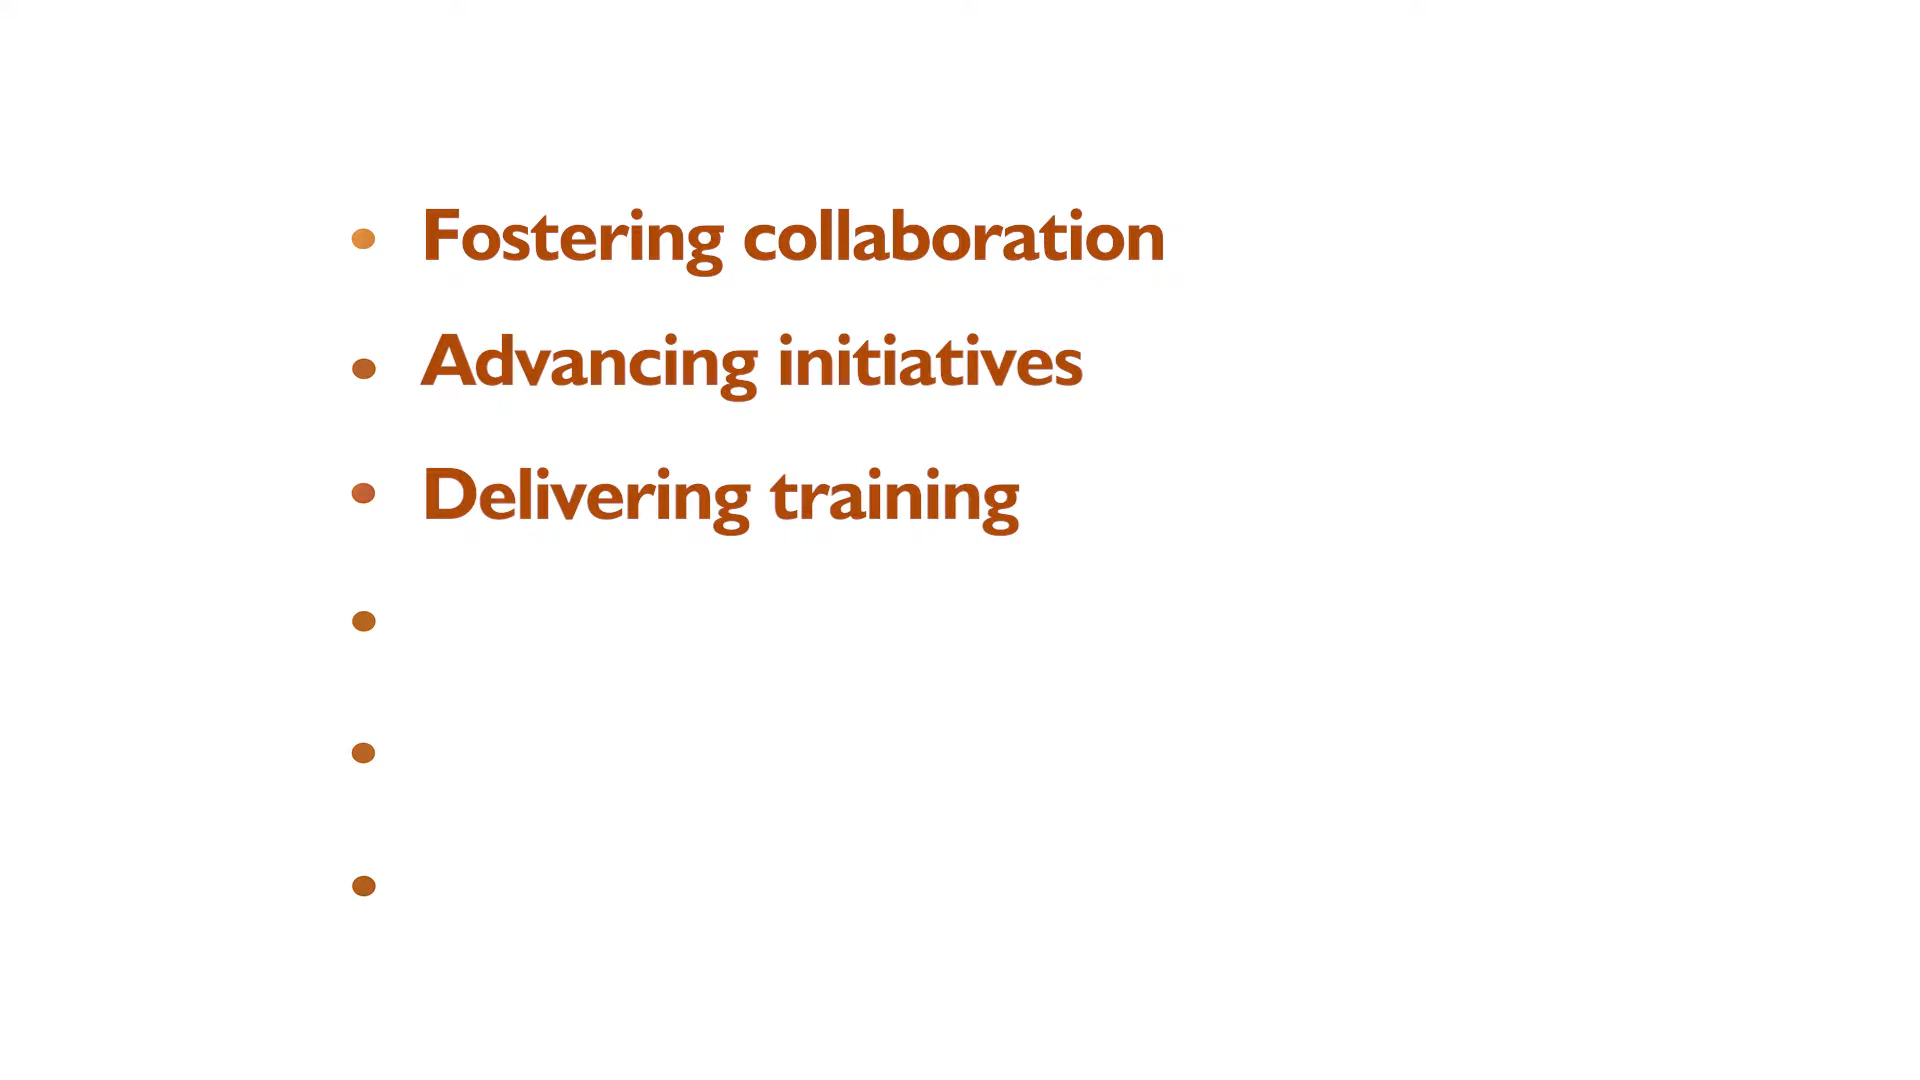 • Fostering collaboration
• Advancing initiatives
• Delivering training
•
•
•